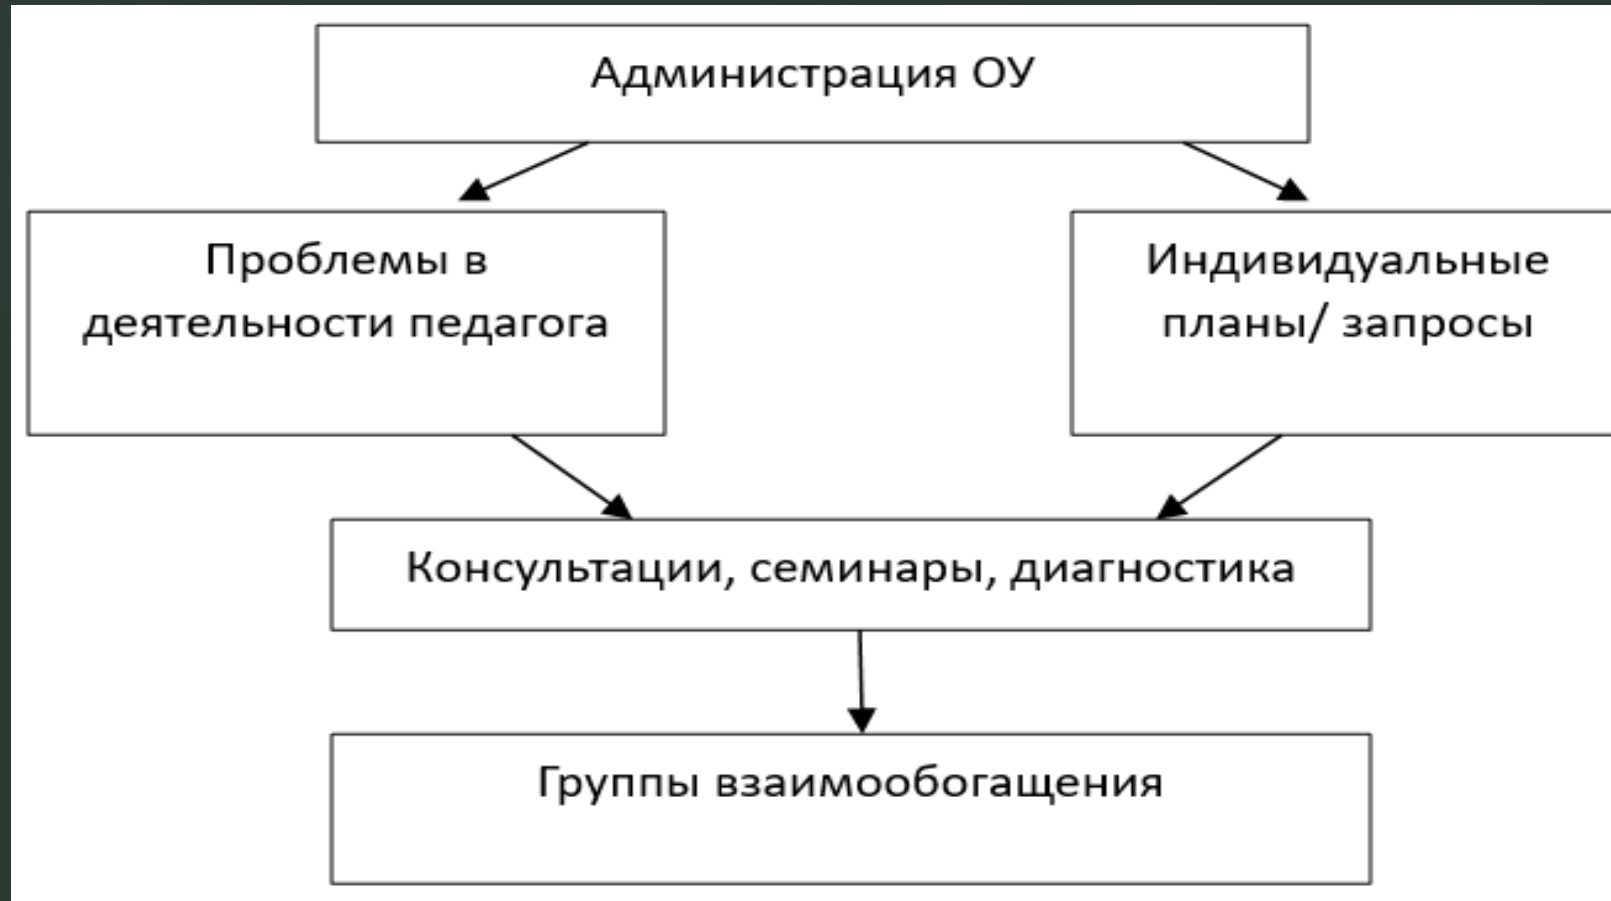 Администрация ОУ
Проблемы в
деятельности педагога
Индивидуальные
планы/ запросы
Консультации, семинары, диагностика
Группы взаимообогащения